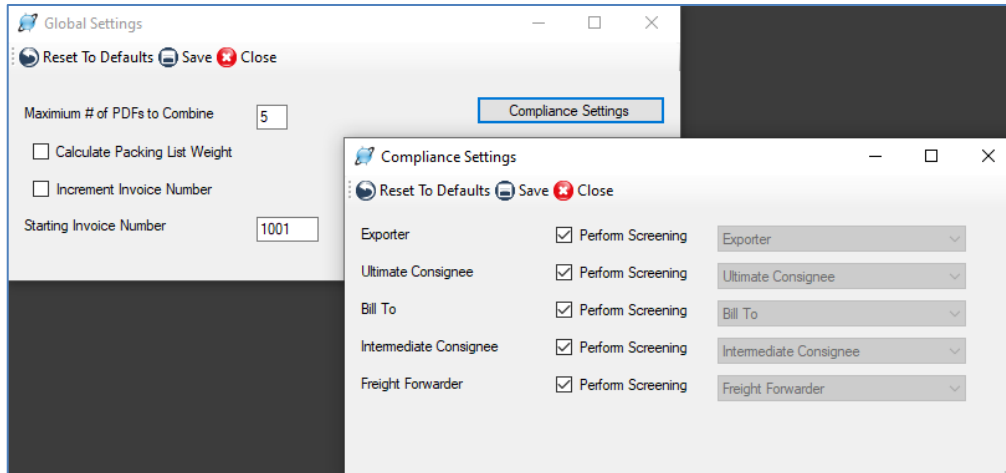 Global Settings
Reset To Defaults Save Close
Maximium # of PDFs to Combine 5 Compliance Settings
Calculate Packing List Weight
Increment Invoice Number
Starting Invoice Number 1001
Compliance Settings
Reset To Defaults Save Close
Exporter Perform Screening Exporter
Ultimate Consignee Perform Screening Ultimate Consignee
Bill To Perform Screening Bill To
Intermediate Consignee Perform Screening Intermediate Consignee
Freight Forwarder Perform Screening Freight Forwarder